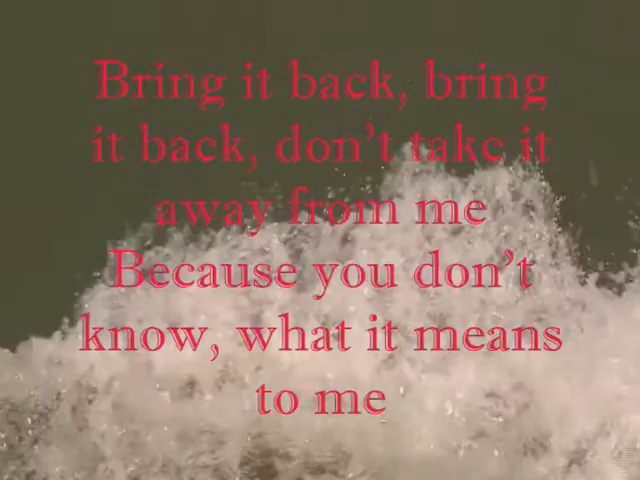 Bring it back, bring
it back, don't take it
away from me
Because you don't
know, what it means
to me